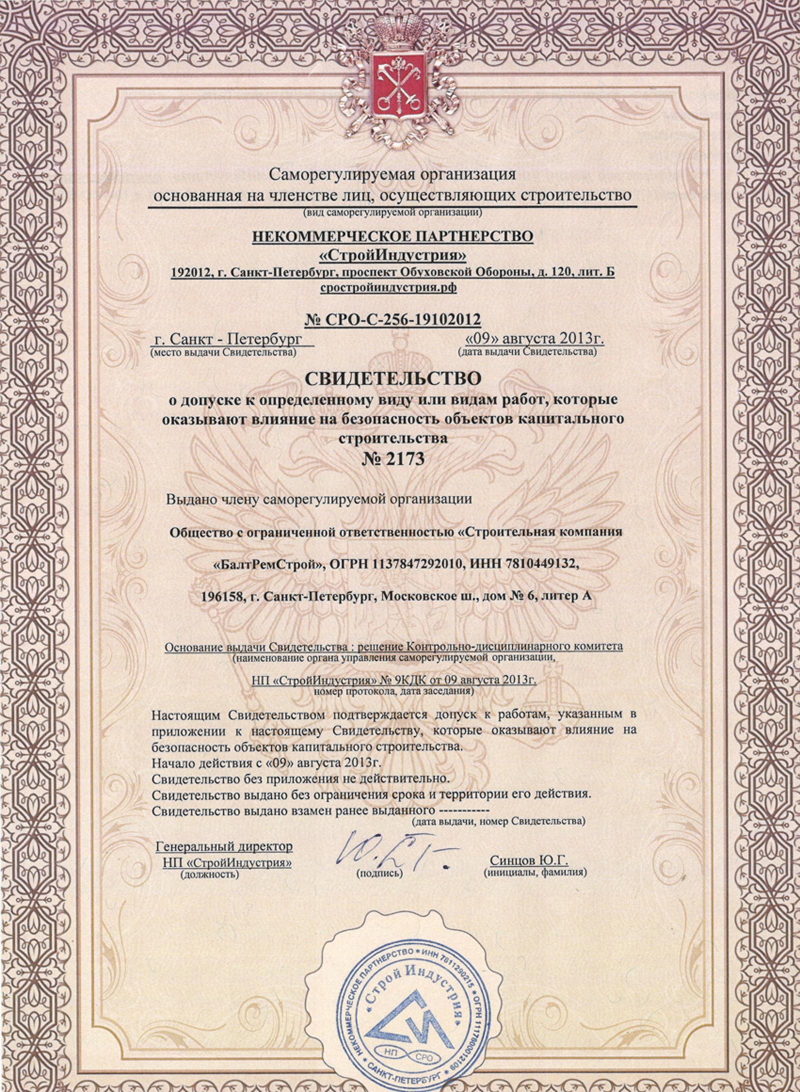 Саморегулируемая организация
основанная на членстве лиц, осуществляющих строительство
(вид саморегулируемой организации)
НЕКОММЕРЧЕСКОЕ ПАРТНЕРСТВО
«СтройИндустрия»
192012, г. Санкт-Петербург, проспект Обуховской Обороны, д. 120, лит. Б
сростройиндустрия.рф
№ СРО-С-256-19102012
г. Санкт - Петербург «09» августа 2013г.
(место выдачи Свидетельства) (дата выдачи Свидетельства)
СВИДЕТЕЛЬСТВО
о допуске к определенному виду или видам работ, которые
оказывают влияние на безопасность объектов капитального
строительства
№ 2173
Выдано члену саморегулируемой организации
Общество с ограниченной ответственностью «Строительная компания
«БалтРемСтрой», ОГРН 1137847292010, ИНН 7810449132,
196158, г. Санкт-Петербург, Московское ш., дом № 6, литер А
Основание выдачи Свидетельства : решение Контрольно-дисциплинарного комитета
(наименование органа управления саморегулируемой организации,
НП «СтройИндустрия» № 9КДК от 09 августа 2013г.
номер протокола, дата заседания)
Настоящим Свидетельством подтверждается допуск к работам, указанным в
приложении к настоящему Свидетельству, которые оказывают влияние на
безопасность объектов капитального строительства.
Начало действия с «09» августа 2013г.
Свидетельство без приложения не действительно.
Свидетельство выдано без ограничения срока и территории его действия.
Свидетельство выдано взамен ранее выданного -----------
(дата выдачи, номер Свидетельства)
Генеральный директор
НП «СтройИндустрия» Синцов Ю.Г.
(должность) (подпись) (инициалы, фамилия)
НЕКОММЕРЧЕСКОЕ ПАРТНЕРСТВО • ИНН • ОГРН
• САНКТ-ПЕТЕРБУРГ •
«СтройИндустрия»
СИ
НП СРО